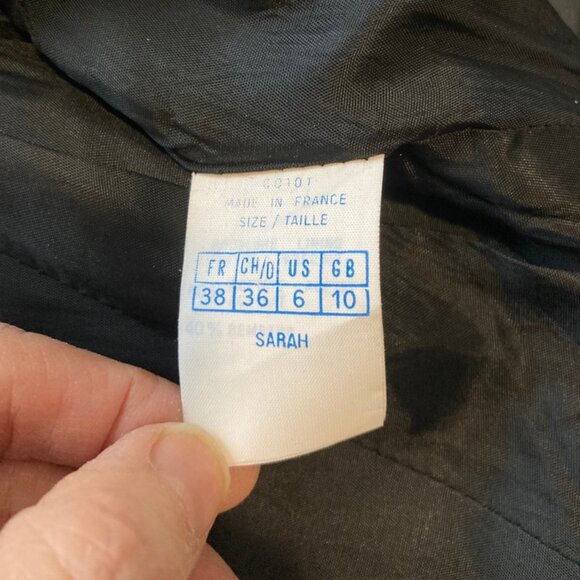 MADE IN FRANCE
SIZE / TAILLE
FR CH/D US GB
38 36 6 10
SARAH